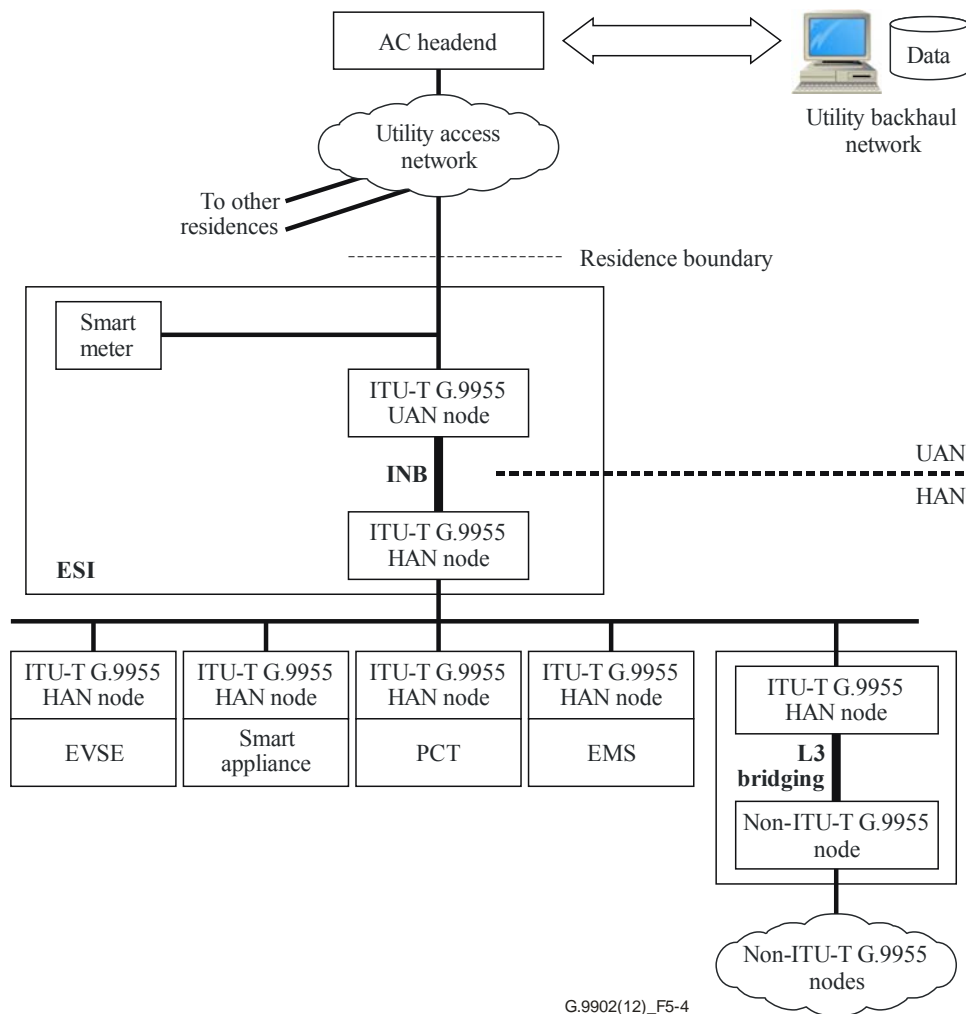 AC headend
Data
Utility backhaul
network
Utility access
network
To other
residences
Residence boundary
Smart
meter
ITU-T G.9955
UAN node
INB
UAN
HAN
ITU-T G.9955
HAN node
ESI
ITU-T G.9955
HAN node
EVSE
ITU-T G.9955
HAN node
Smart
appliance
ITU-T G.9955
HAN node
PCT
ITU-T G.9955
HAN node
EMS
ITU-T G.9955
HAN node
L3
bridging
Non-ITU-T G.9955
node
Non-ITU-T G.9955
nodes
G.9902(12)_F5-4